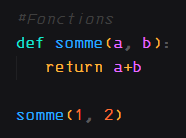 #Fonctions
def somme(a, b):
    return a+b

somme(1, 2)